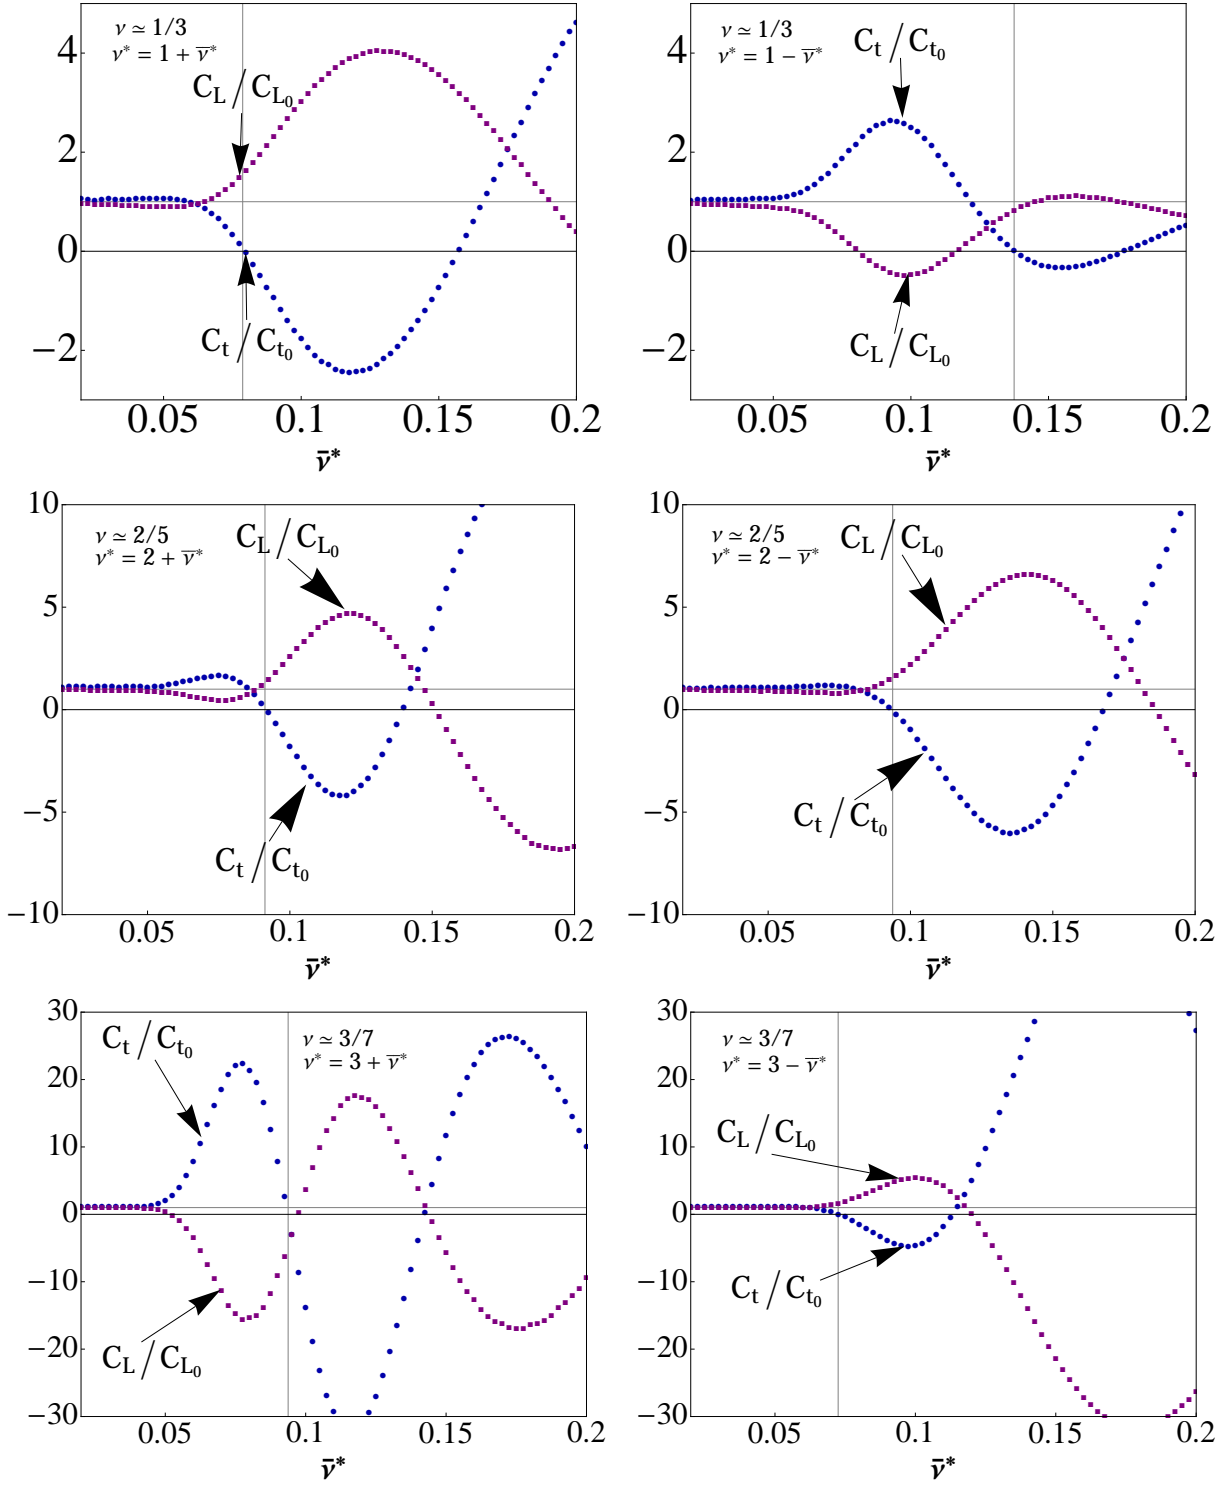 ν ≃ 1/3
ν* = 1 + ν̅*
C_L / C_L₀
C_t / C_t₀
4
2
0
−2
0.05 0.1 0.15 0.2
ν̅*
ν ≃ 1/3
ν* = 1 − ν̅*
C_t / C_t₀
C_L / C_L₀
4
2
0
−2
0.05 0.1 0.15 0.2
ν̅*
ν ≃ 2/5
ν* = 2 + ν̅*
C_L / C_L₀
C_t / C_t₀
10
5
0
−5
−10
0.05 0.1 0.15 0.2
ν̅*
ν ≃ 2/5
ν* = 2 − ν̅*
C_L / C_L₀
C_t / C_t₀
10
5
0
−5
−10
0.05 0.1 0.15 0.2
ν̅*
C_t / C_t₀
ν ≃ 3/7
ν* = 3 + ν̅*
C_L / C_L₀
30
20
10
0
−10
−20
−30
0.05 0.1 0.15 0.2
ν̅*
ν ≃ 3/7
ν* = 3 − ν̅*
C_L / C_L₀
C_t / C_t₀
30
20
10
0
−10
−20
−30
0.05 0.1 0.15 0.2
ν̅*